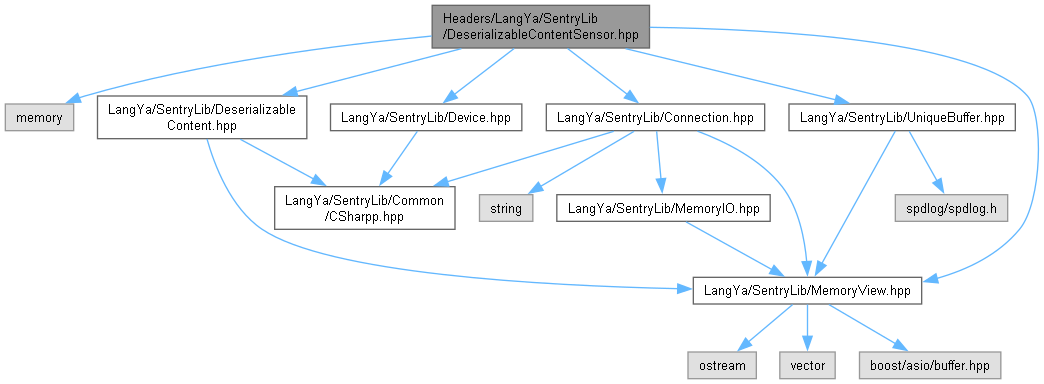 Headers/LangYa/SentryLib
/DeserializableContentSensor.hpp
memory
LangYa/SentryLib/Deserializable
Content.hpp
LangYa/SentryLib/Device.hpp
LangYa/SentryLib/Connection.hpp
LangYa/SentryLib/UniqueBuffer.hpp
LangYa/SentryLib/Common
/CSharpp.hpp
string
LangYa/SentryLib/MemoryIO.hpp
spdlog/spdlog.h
LangYa/SentryLib/MemoryView.hpp
ostream
vector
boost/asio/buffer.hpp